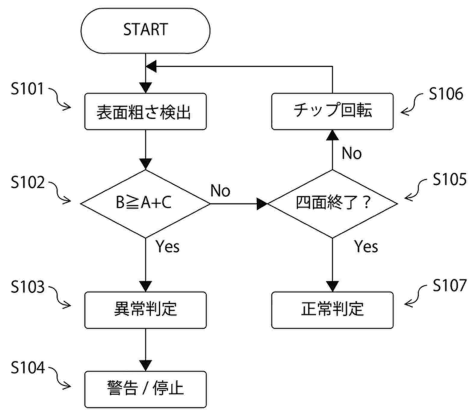 START
S101
表面粗さ検出
チップ回転
S106
No
S102
B≧A+C
No
四面終了？
S105
Yes
Yes
S103
異常判定
正常判定
S107
S104
警告 / 停止